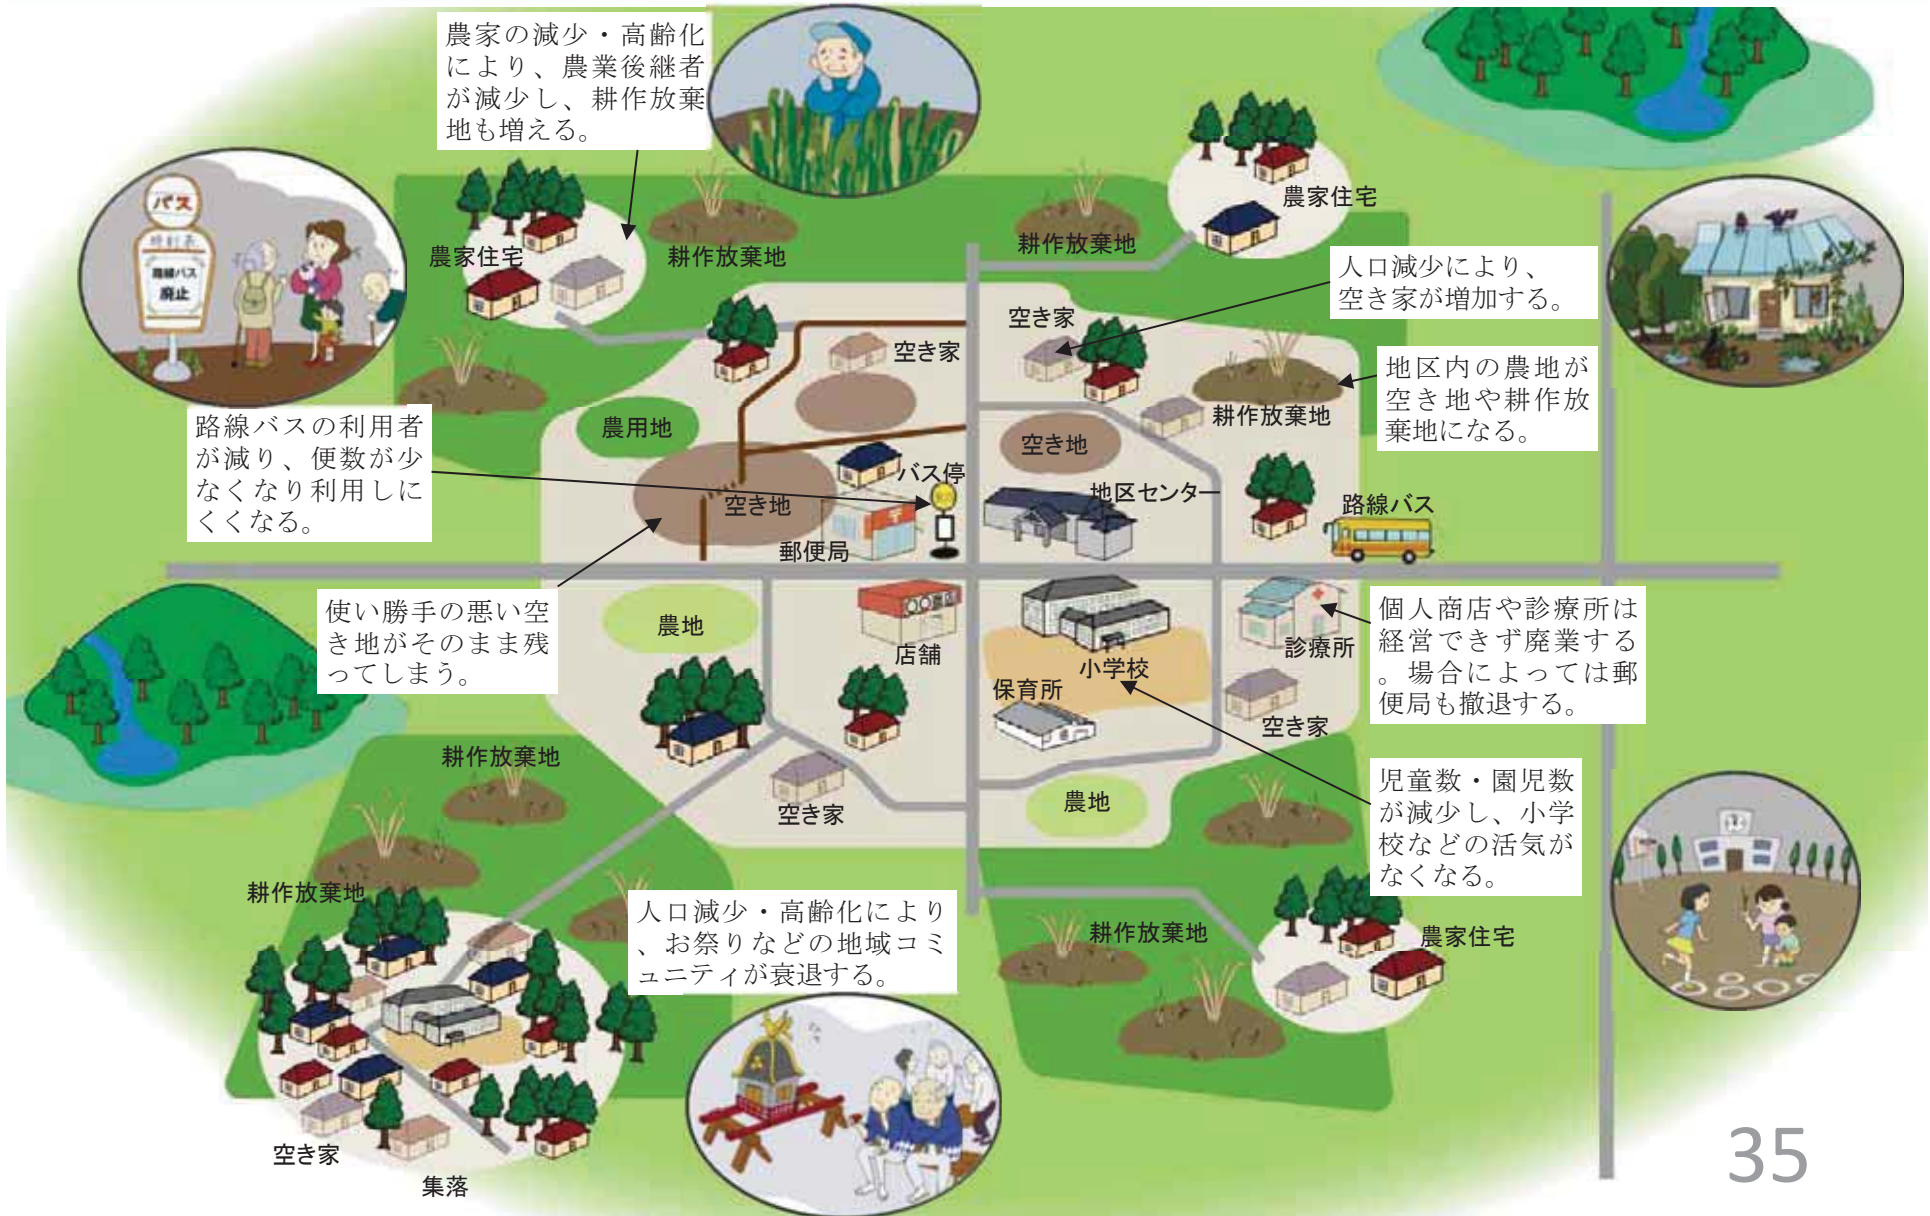 農家の減少・高齢化
により、農業後継者
が減少し、耕作放棄
地も増える。
バス
時刻表
路線バス
廃止
農家住宅
耕作放棄地
耕作放棄地
農家住宅
人口減少により、
空き家が増加する。
空き家
空き家
地区内の農地が
空き地や耕作放
棄地になる。
耕作放棄地
路線バスの利用者
が減り、便数が少
なくなり利用しに
くくなる。
農用地
空き地
バス停
空き地
地区センター
路線バス
郵便局
使い勝手の悪い空
き地がそのまま残
ってしまう。
農地
店舗
小学校
保育所
診療所
空き家
個人商店や診療所は
経営できず廃業する
。場合によっては郵
便局も撤退する。
耕作放棄地
空き家
農地
児童数・園児数
が減少し、小学
校などの活気が
なくなる。
耕作放棄地
人口減少・高齢化により
、お祭りなどの地域コミ
ュニティが衰退する。
耕作放棄地
農家住宅
空き家
集落
35